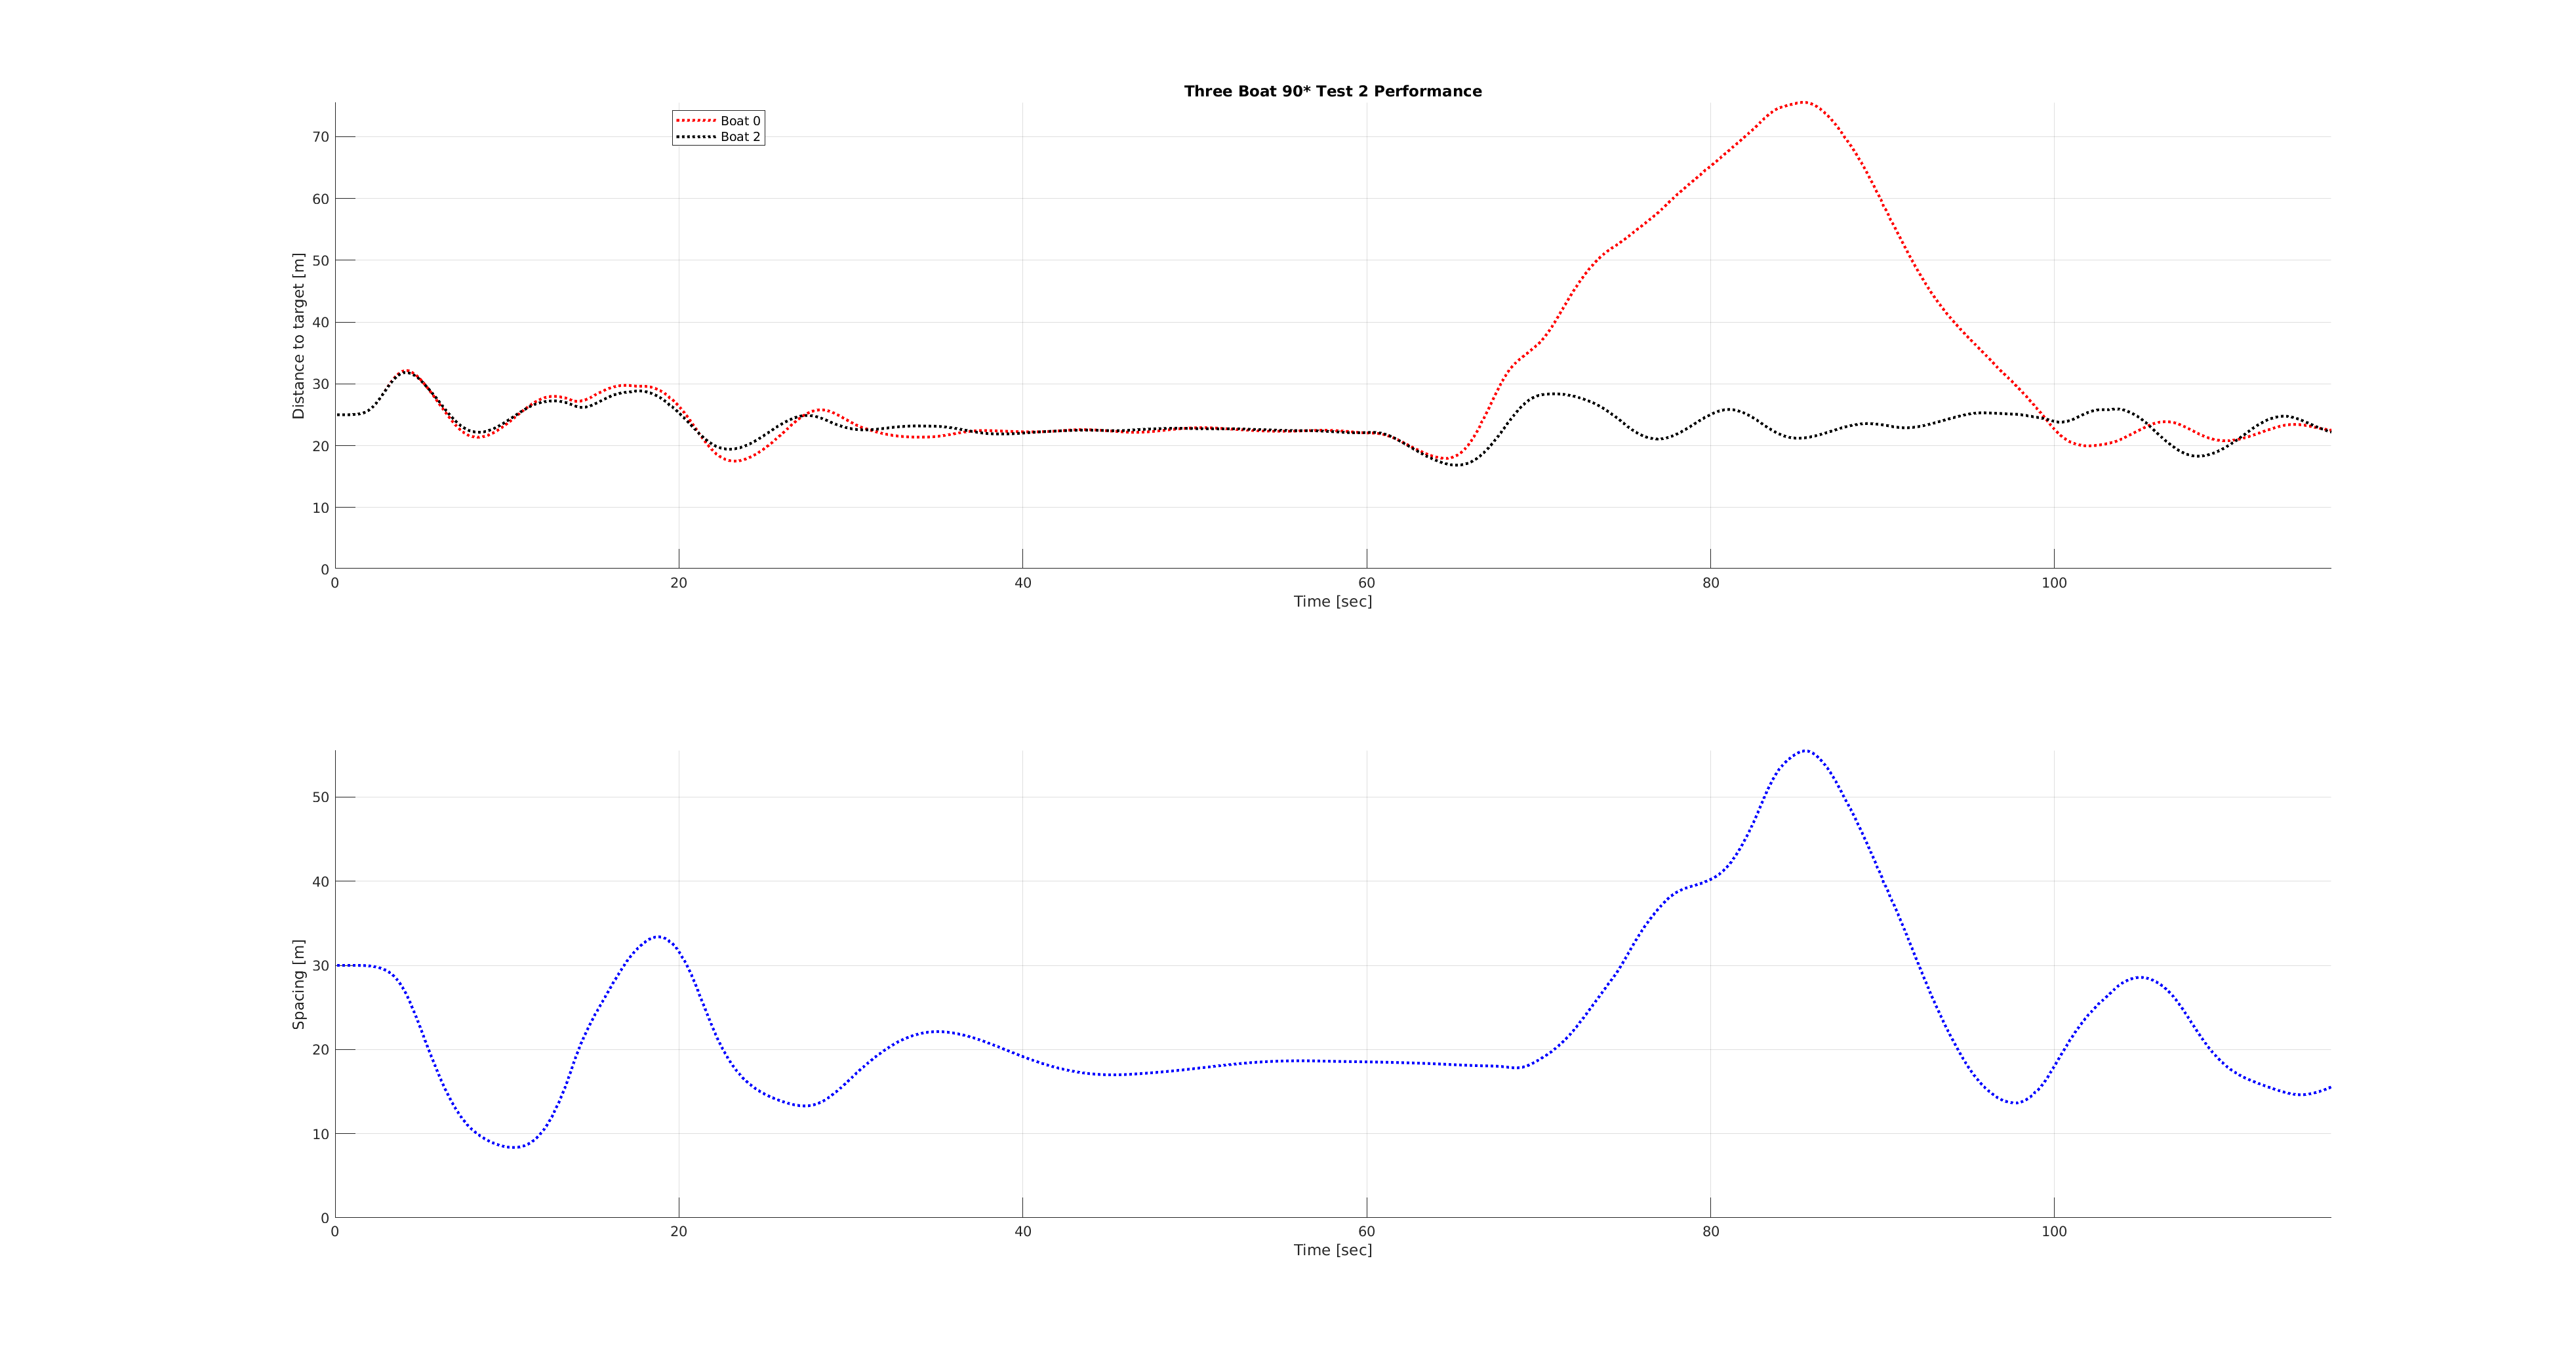 Three Boat 90* Test 2 Performance
Boat 0
Boat 2
Distance to target [m]
70
60
50
40
30
20
10
0
0 20 40 60 80 100
Time [sec]
Spacing [m]
50
40
30
20
10
0
0 20 40 60 80 100
Time [sec]